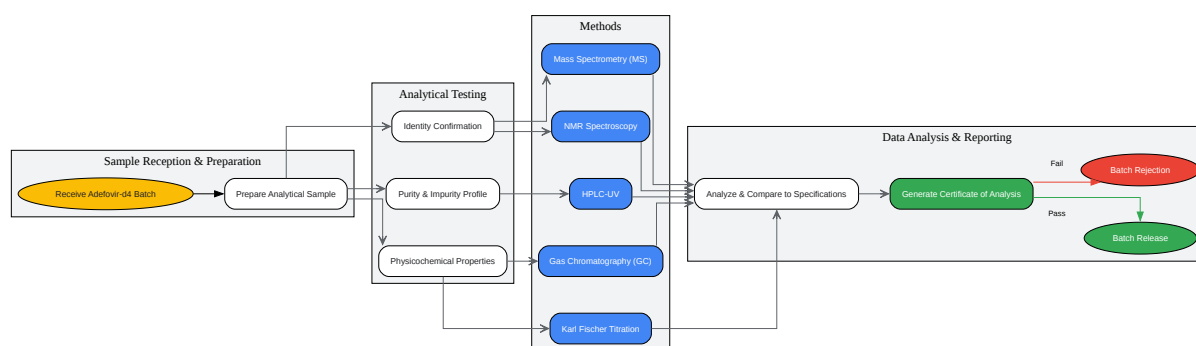 Sample Reception & Preparation
Receive Adefovir-d4 Batch
Prepare Analytical Sample
Analytical Testing
Identity Confirmation
Purity & Impurity Profile
Physicochemical Properties
Methods
Mass Spectrometry (MS)
NMR Spectroscopy
HPLC-UV
Gas Chromatography (GC)
Karl Fischer Titration
Data Analysis & Reporting
Analyze & Compare to Specifications
Generate Certificate of Analysis
Fail
Batch Rejection
Pass
Batch Release